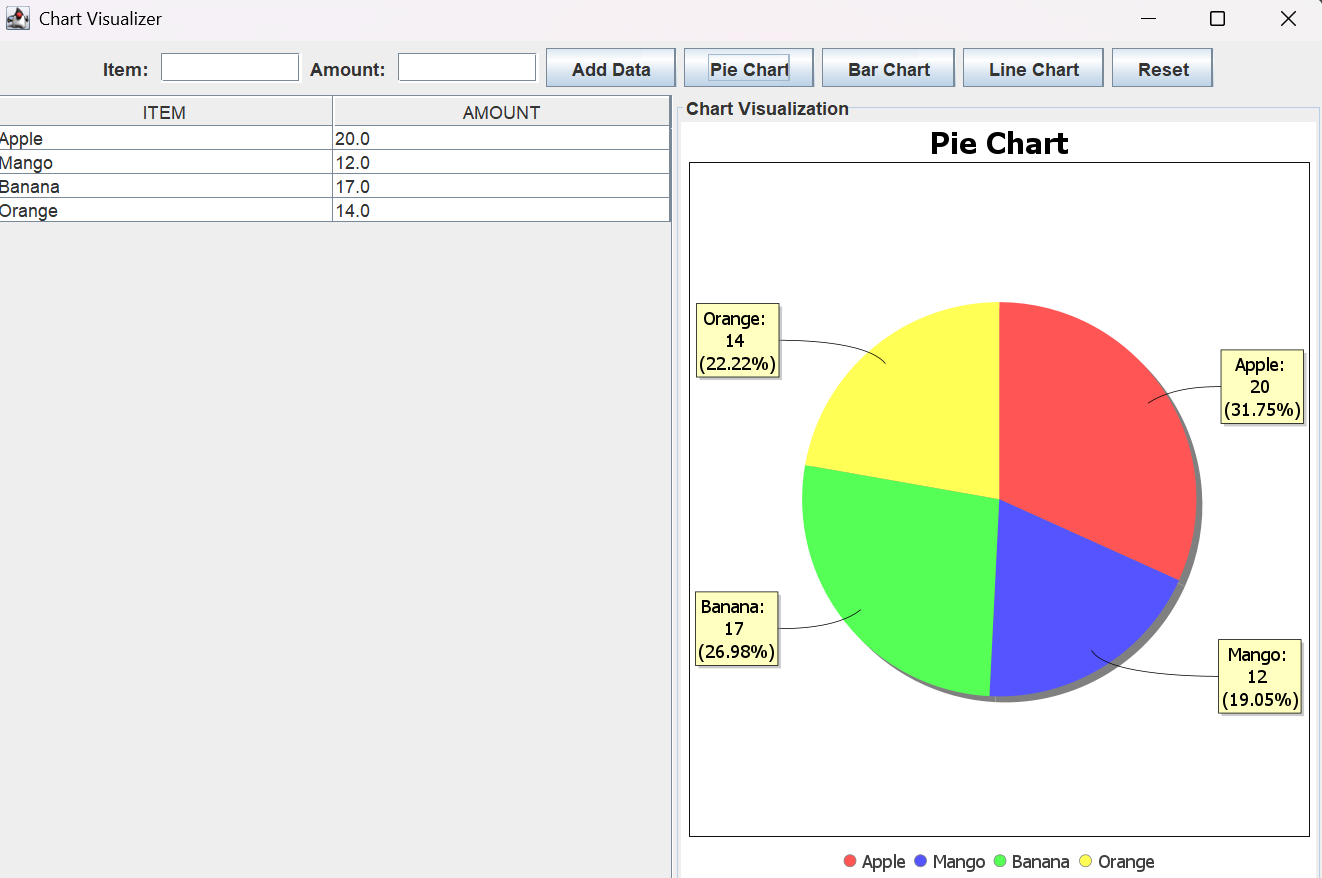 Chart Visualizer
Item: Amount: Add Data Pie Chart Bar Chart Line Chart Reset
ITEM AMOUNT
Apple 20.0
Mango 12.0
Banana 17.0
Orange 14.0
Chart Visualization
Pie Chart
Orange:
14
(22.22%)
Apple:
20
(31.75%)
Banana:
17
(26.98%)
Mango:
12
(19.05%)
Apple Mango Banana Orange